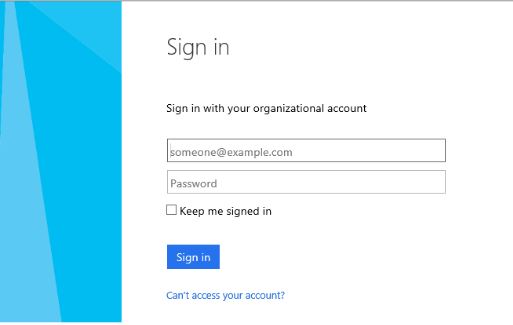 Sign in
Sign in with your organizational account
someone@example.com
Password
Keep me signed in
Sign in
Can't access your account?